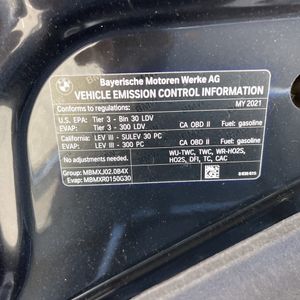 Bayerische Motoren Werke AG
VEHICLE EMISSION CONTROL INFORMATION
Conforms to regulations: MY 2021
U.S. EPA: Tier 3 - Bin 30 LDV
EVAP: Tier 3 - 300 LDV CA OBD II Fuel: gasoline
California: LEV III - SULEV 30 PC
EVAP: LEV III - 300 PC CA OBD II Fuel: gasoline
WU-TWC, TWC, WR-HO2S,
HO2S, DFI, TC, CAC
Group: MBMXJ02.0B4X
Evap: MBMXR0150G30